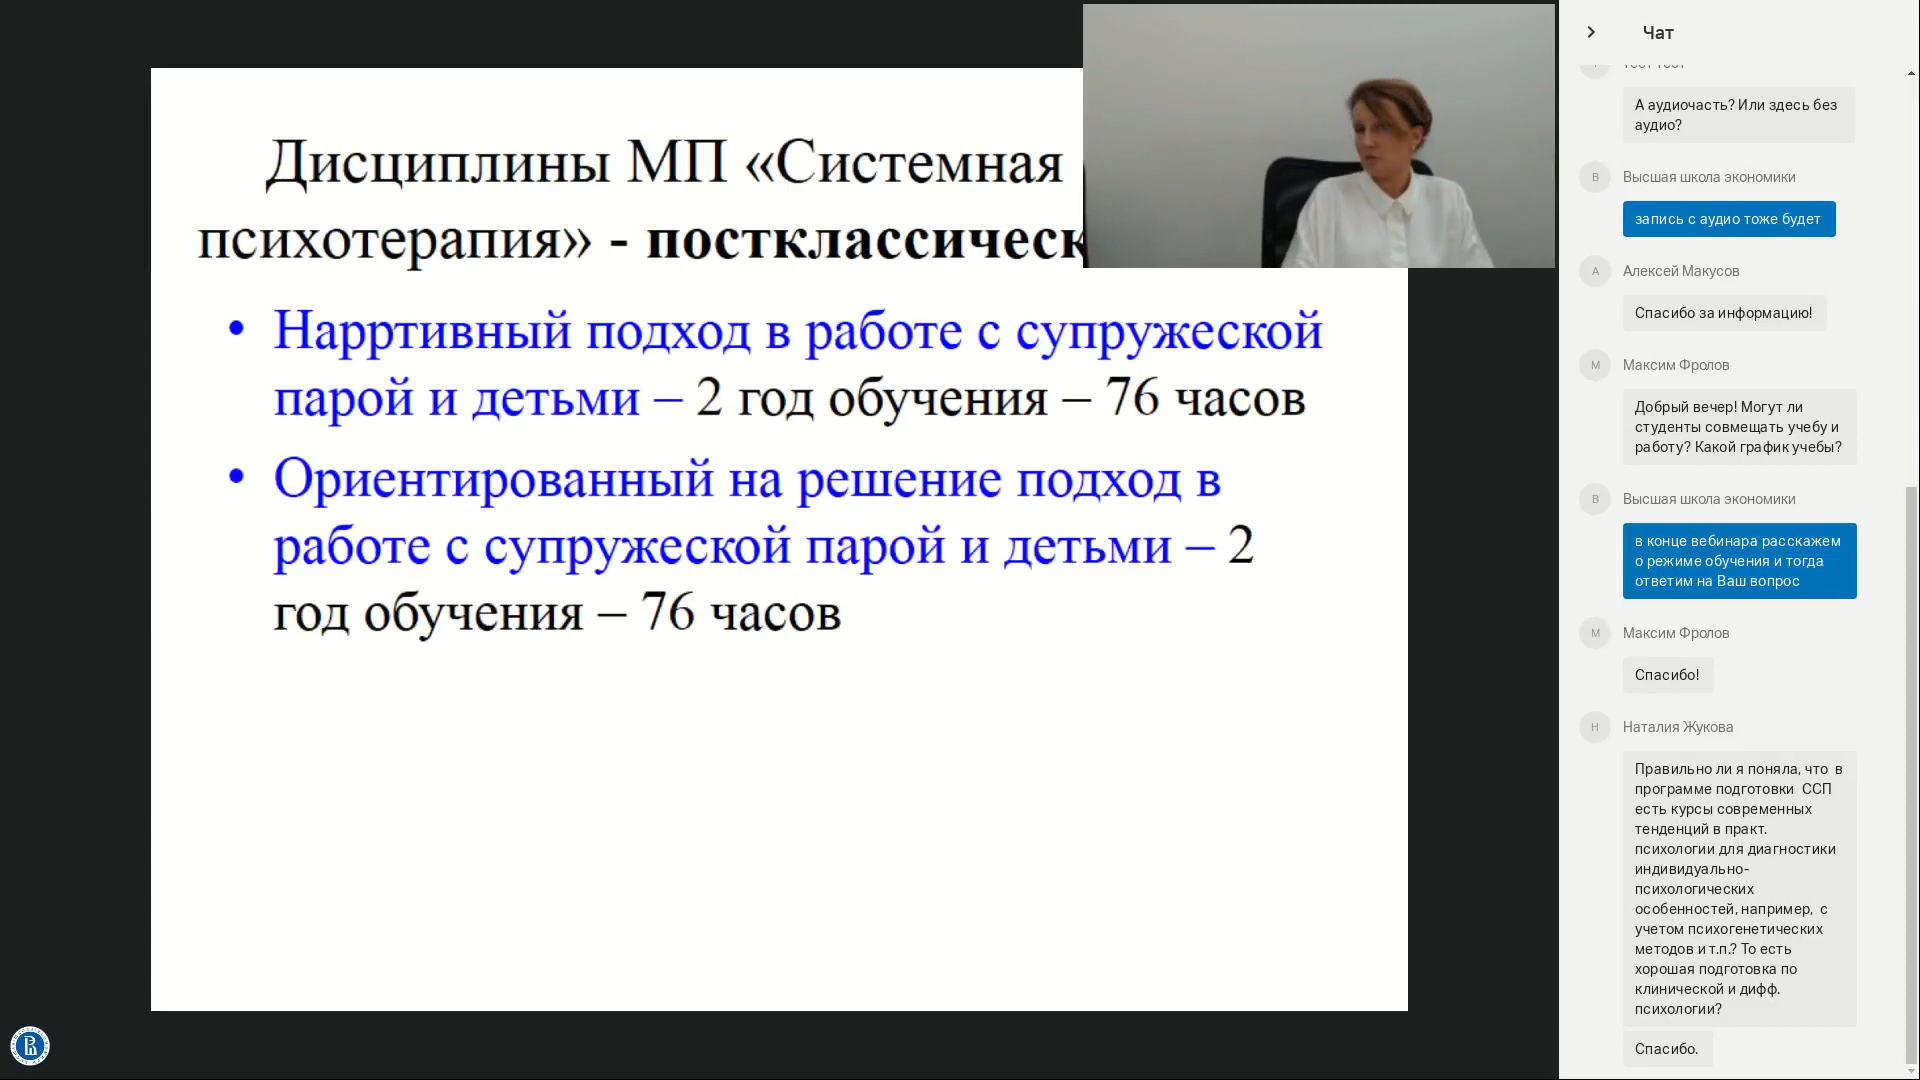 Дисциплины МП «Системная
психотерапия» - постклассическ
• Нарртивный подход в работе с супружеской
парой и детьми – 2 год обучения – 76 часов
• Ориентированный на решение подход в
работе с супружеской парой и детьми – 2
год обучения – 76 часов
Чат
А аудиочасть? Или здесь без
аудио?
В
Высшая школа экономики
запись с аудио тоже будет
А
Алексей Макусов
Спасибо за информацию!
М
Максим Фролов
Добрый вечер! Могут ли
студенты совмещать учебу и
работу? Какой график учебы?
В
Высшая школа экономики
в конце вебинара расскажем
о режиме обучения и тогда
ответим на Ваш вопрос
М
Максим Фролов
Спасибо!
Н
Наталия Жукова
Правильно ли я поняла, что в
программе подготовки ССП
есть курсы современных
тенденций в практ.
психологии для диагностики
индивидуально-
психологических
особенностей, например, с
учетом психогенетических
методов и т.п.? То есть
хорошая подготовка по
клинической и дифф.
психологии?
Спасибо.